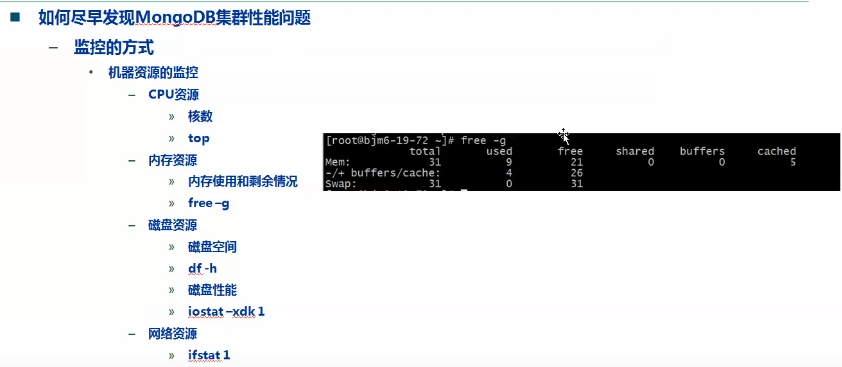 如何尽早发现MongoDB集群性能问题
监控的方式
机器资源的监控
CPU资源
核数
top
内存资源
内存使用和剩余情况
free –g
磁盘资源
磁盘空间
df -h
磁盘性能
iostat –xdk 1
网络资源
ifstat 1
[root@bjm6-19-72 ~]# free -g
total used free shared buffers cached
Mem: 31 9 21 0 0 5
-/+ buffers/cache: 4 26
Swap: 31 0 31